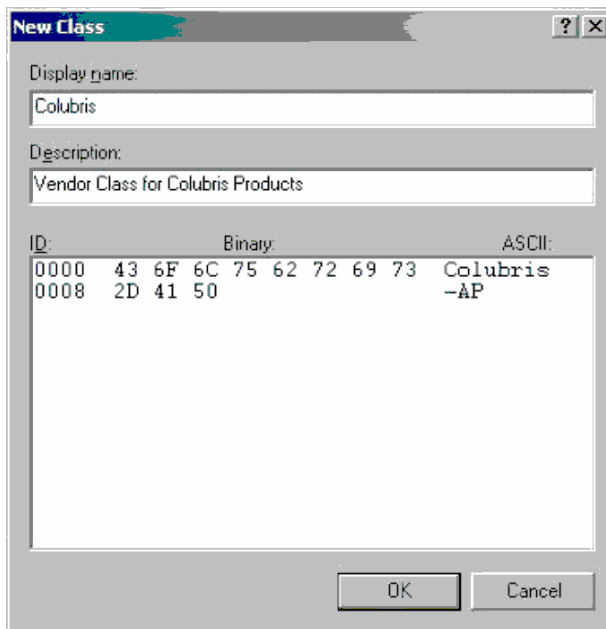 New Class
Display name:
Colubris
Description:
Vendor Class for Colubris Products
ID: Binary: ASCII:
0000 43 6F 6C 75 62 72 69 73 Colubris
0008 2D 41 50 -AP
OK Cancel